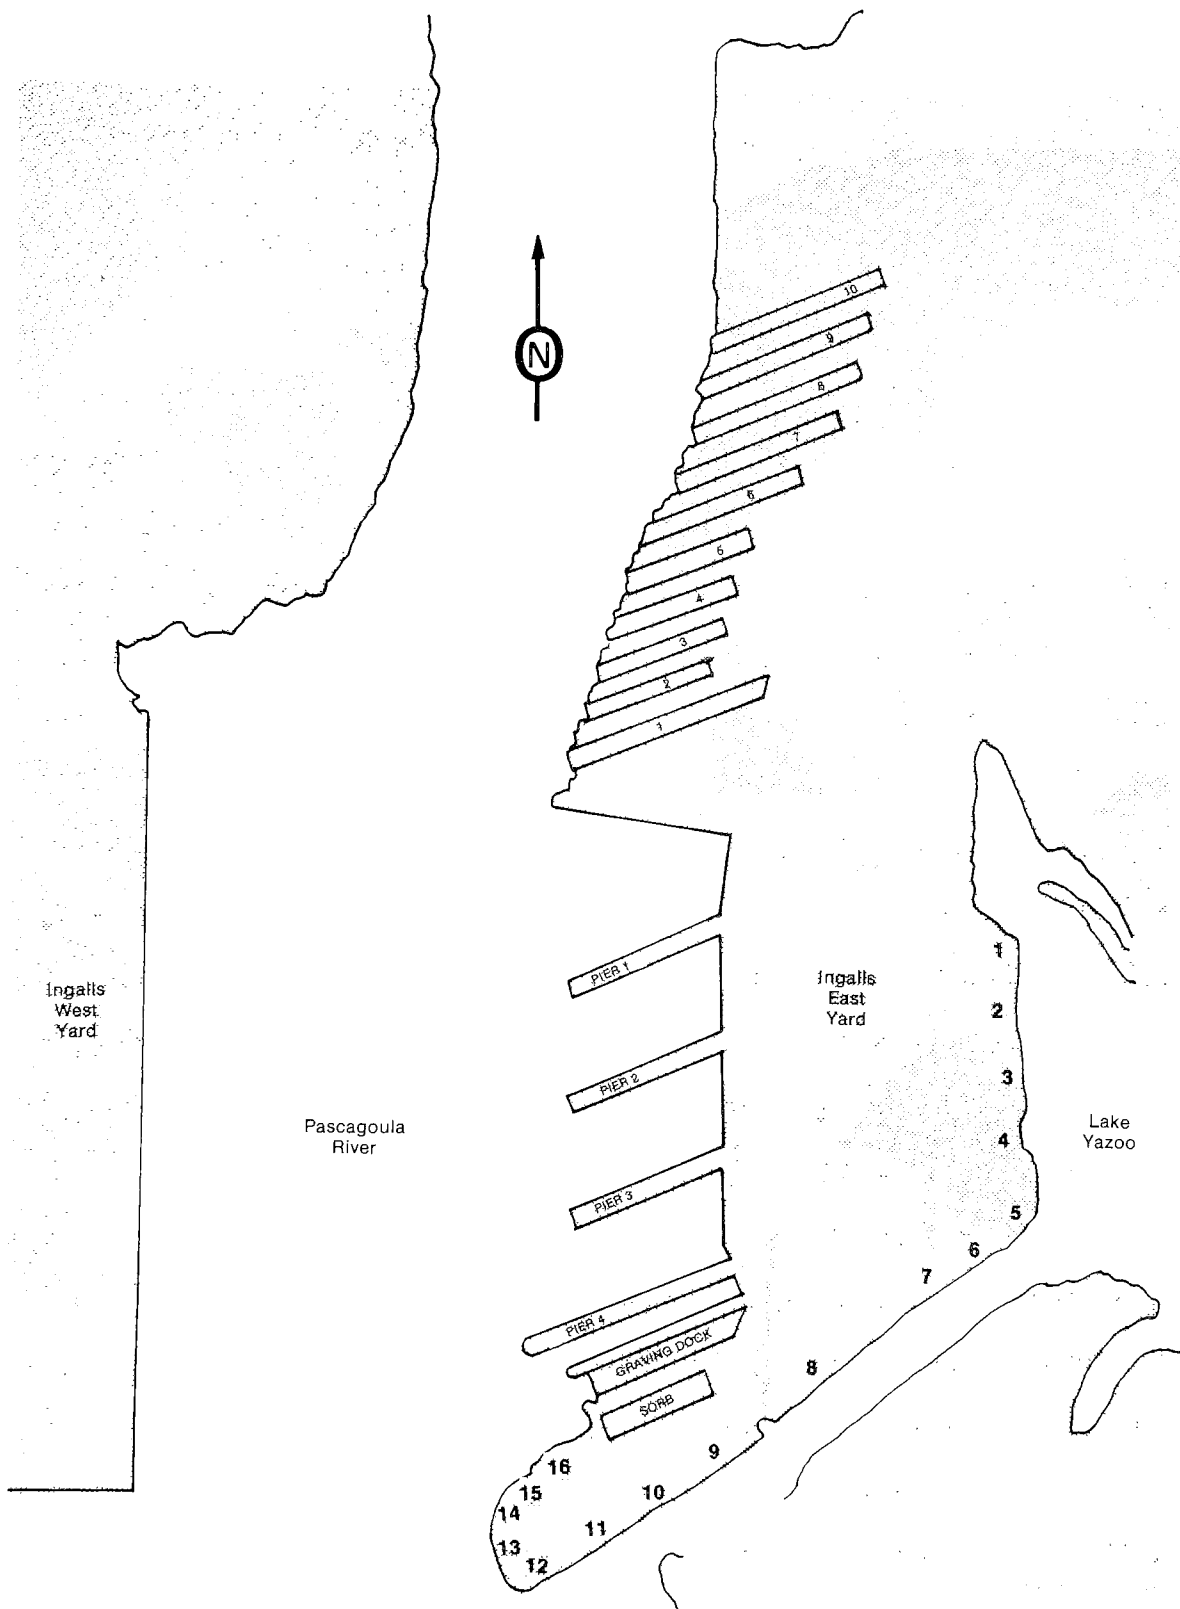 N
10
9
8
7
6
5
4
3
2
1
PIER 1
Ingalls
West
Yard
Ingalls
East
Yard
1
2
PIER 2
3
Pascagoula
River
4
Lake
Yazoo
PIER 3
5
6
7
PIER 4
GRAVING DOCK
8
SORB
9
16
10
15
14
11
13
12